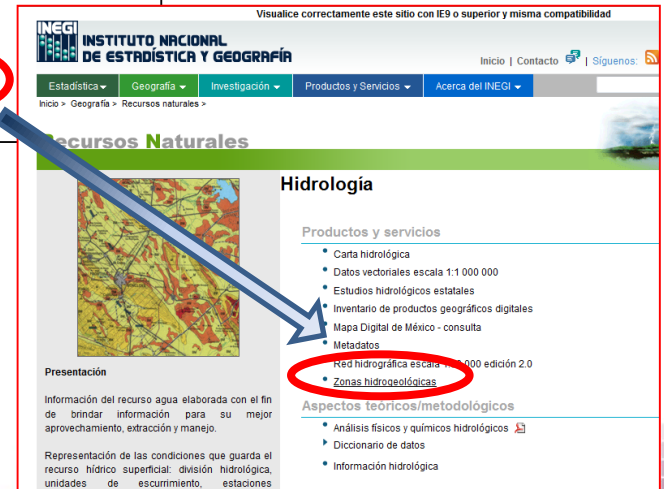 Visualice correctamente este sitio con IE9 o superior y misma compatibilidad
INEGI
INSTITUTO NACIONAL
DE ESTADÍSTICA Y GEOGRAFÍA
Inicio | Contacto | Síguenos:
Estadística Geografía Investigación Productos y Servicios Acerca del INEGI
Inicio > Geografía > Recursos naturales >
Recursos Naturales
Hidrología
Productos y servicios
Carta hidrológica
Datos vectoriales escala 1:1 000 000
Estudios hidrológicos estatales
Inventario de productos geográficos digitales
Mapa Digital de México - consulta
Metadatos
Red hidrográfica escala 000 edición 2.0
Zonas hidrogeológicas
Aspectos teóricos/metodológicos
Análisis físicos y químicos hidrológicos
Diccionario de datos
Información hidrológica
Presentación
Información del recurso agua elaborada con el fin
de brindar información para su mejor
aprovechamiento, extracción y manejo.
Representación de las condiciones que guarda el
recurso hídrico superficial: división hidrológica,
unidades de escurrimiento, estaciones